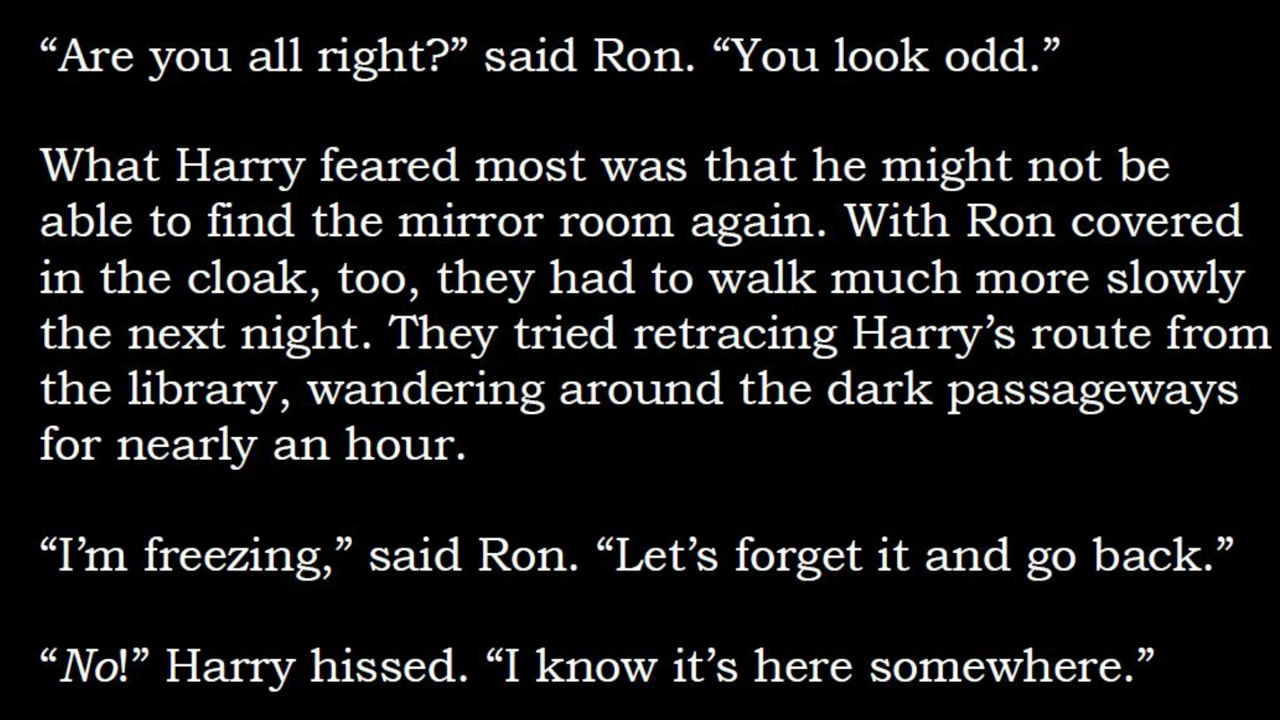 “Are you all right?” said Ron. “You look odd.”
What Harry feared most was that he might not be
able to find the mirror room again. With Ron covered
in the cloak, too, they had to walk much more slowly
the next night. They tried retracing Harry’s route from
the library, wandering around the dark passageways
for nearly an hour.
“I’m freezing,” said Ron. “Let’s forget it and go back.”
“No!” Harry hissed. “I know it’s here somewhere.”